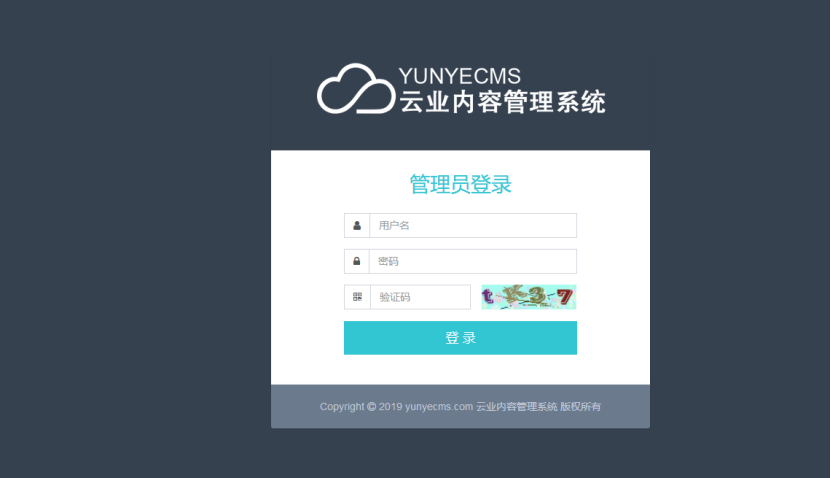 YUNYECMS
云业内容管理系统
管理员登录
用户名
密码
验证码
tK37
登 录
Copyright © 2019 yunyecms.com 云业内容管理系统 版权所有